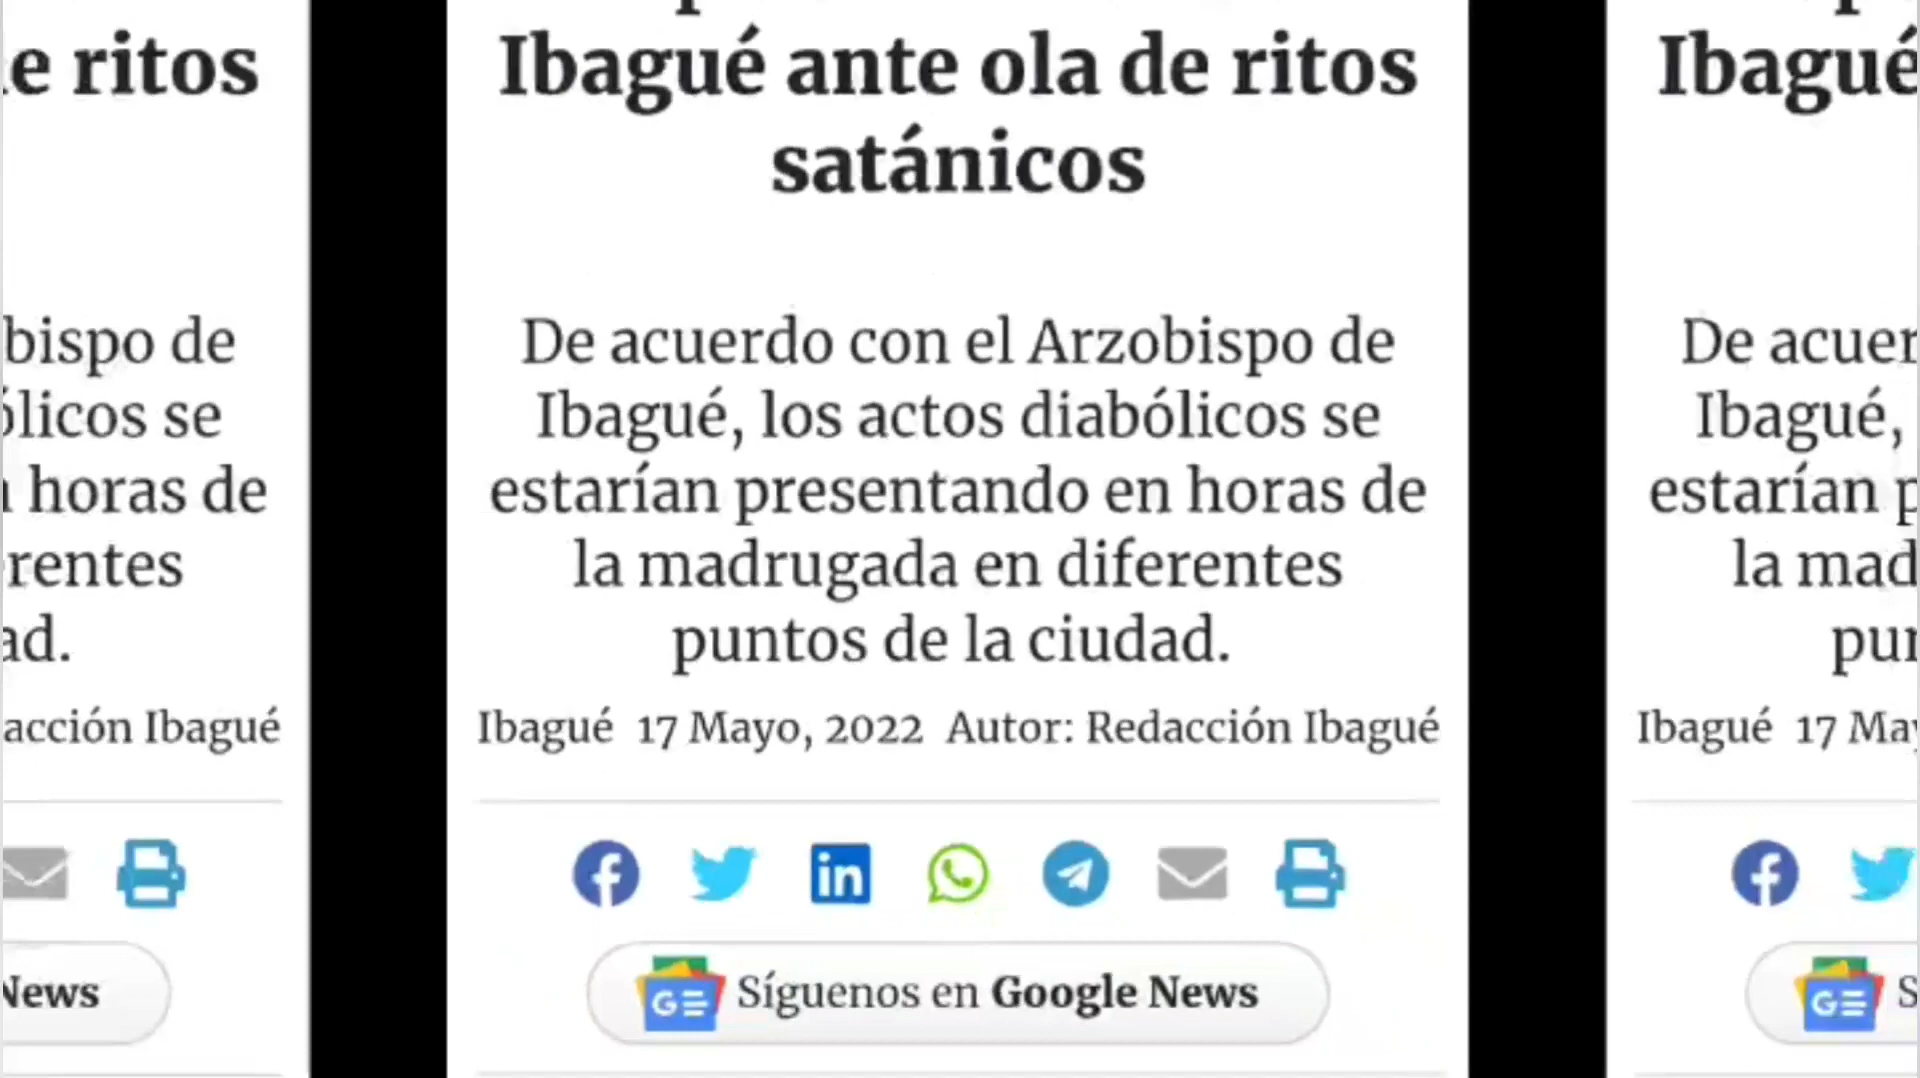 Ibagué ante ola de ritos
satánicos
De acuerdo con el Arzobispo de
Ibagué, los actos diabólicos se
estarían presentando en horas de
la madrugada en diferentes
puntos de la ciudad.
Ibagué 17 Mayo, 2022 Autor: Redacción Ibagué
Síguenos en Google News